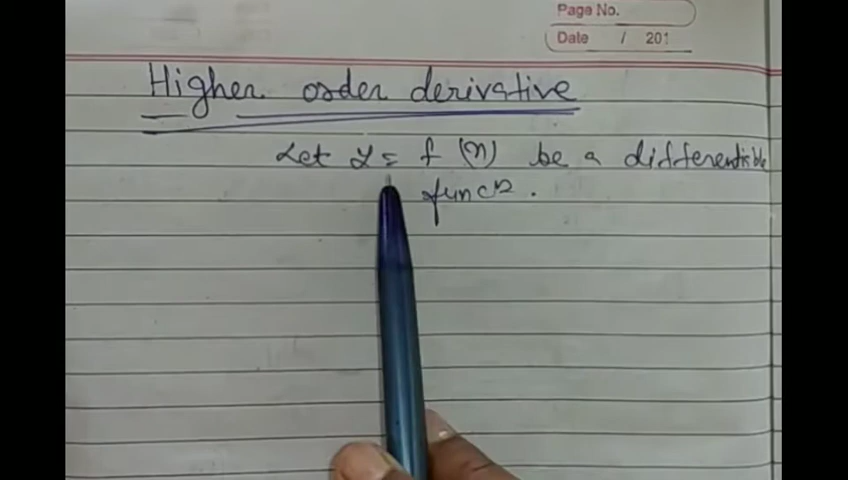 Page No.
Date / 201
Higher order derivative
Let y = f (x) be a differentiable
funcⁿ.